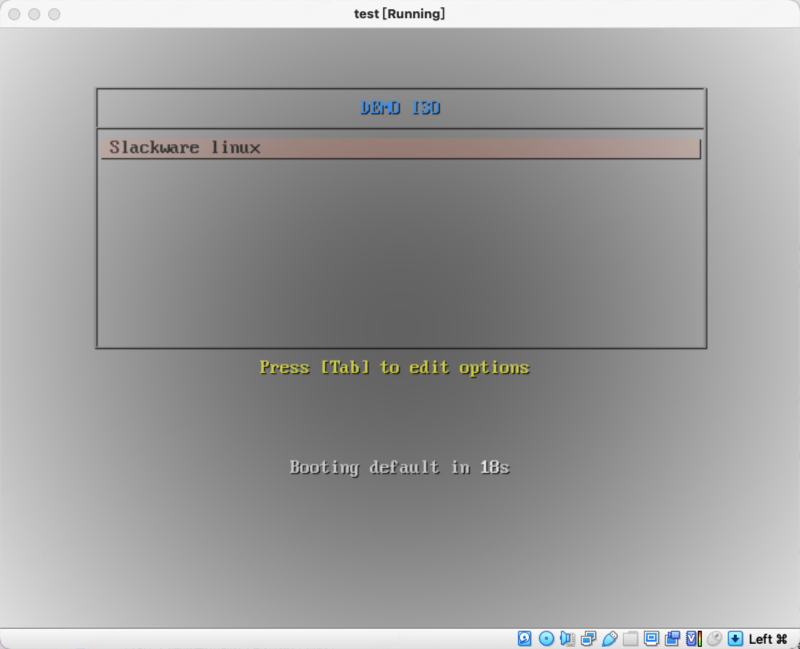 test [Running]
DEMO ISO
Slackware linux
Press [Tab] to edit options
Booting default in 18s
Left ⌘